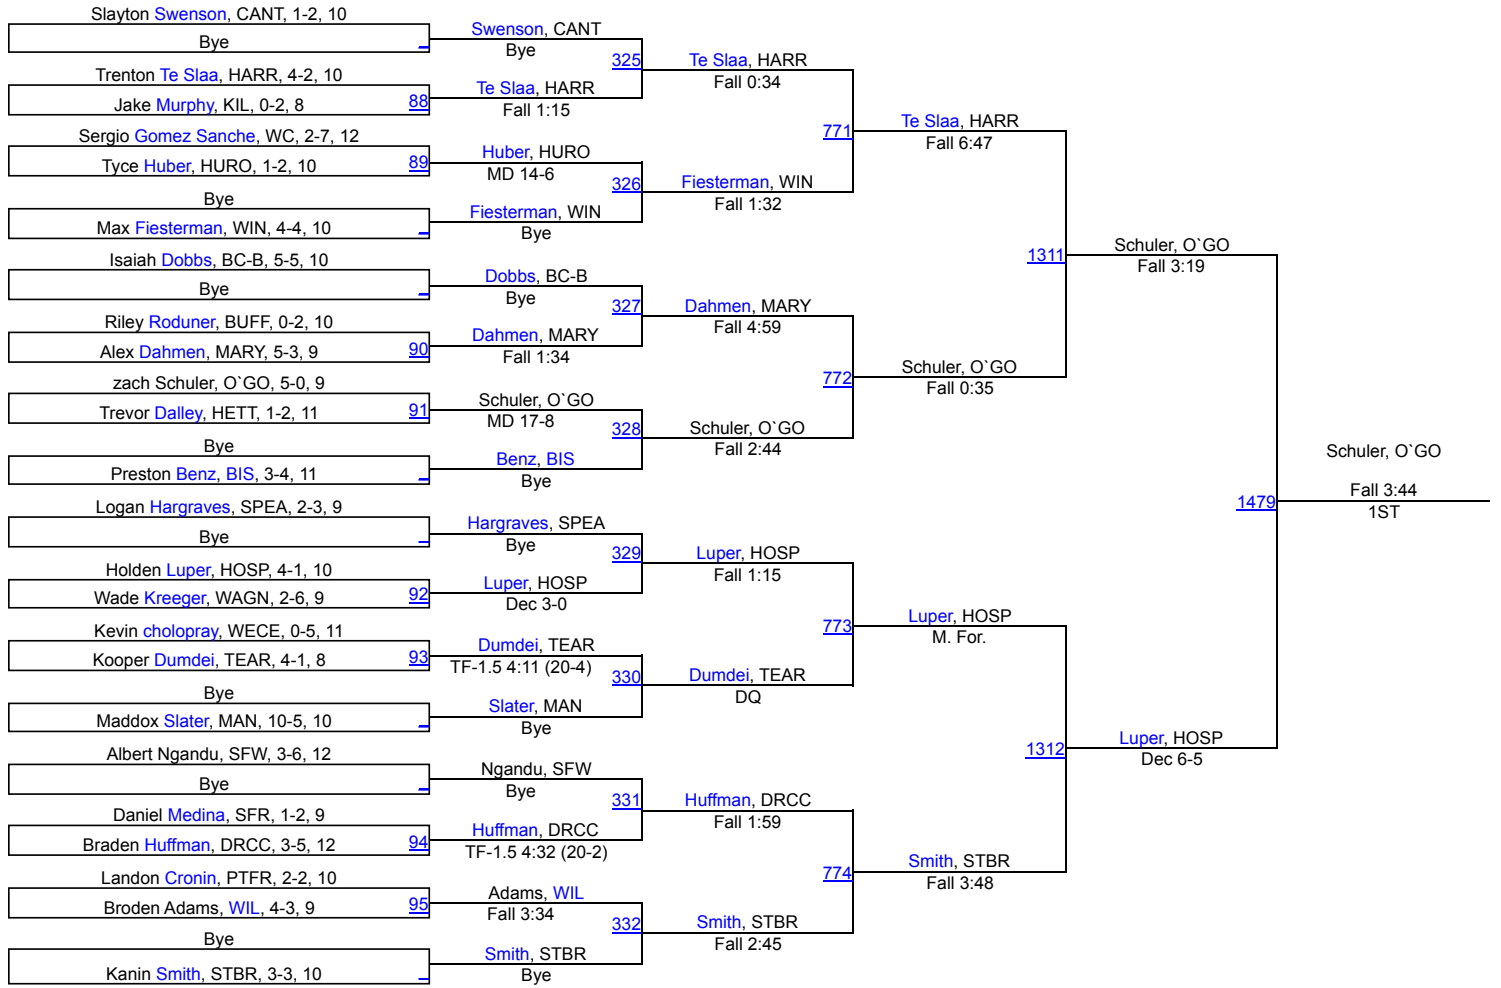 Slayton Swenson, CANT, 1-2, 10
Bye
Trenton Te Slaa, HARR, 4-2, 10
Jake Murphy, KIL, 0-2, 8
88
Sergio Gomez Sanche, WC, 2-7, 12
Tyce Huber, HURO, 1-2, 10
89
Bye
Max Fiesterman, WIN, 4-4, 10
Isaiah Dobbs, BC-B, 5-5, 10
Bye
Riley Roduner, BUFF, 0-2, 10
Alex Dahmen, MARY, 5-3, 9
90
zach Schuler, O`GO, 5-0, 9
Trevor Dalley, HETT, 1-2, 11
91
Bye
Preston Benz, BIS, 3-4, 11
Logan Hargraves, SPEA, 2-3, 9
Bye
Holden Luper, HOSP, 4-1, 10
Wade Kreeger, WAGN, 2-6, 9
92
Kevin cholopray, WECE, 0-5, 11
Kooper Dumdei, TEAR, 4-1, 8
93
Bye
Maddox Slater, MAN, 10-5, 10
Albert Ngandu, SFW, 3-6, 12
Bye
Daniel Medina, SFR, 1-2, 9
Braden Huffman, DRCC, 3-5, 12
94
Landon Cronin, PTFR, 2-2, 10
Broden Adams, WIL, 4-3, 9
95
Bye
Kanin Smith, STBR, 3-3, 10
Swenson, CANT
Bye
325
Te Slaa, HARR
Fall 1:15
Huber, HURO
MD 14-6
326
Fiesterman, WIN
Bye
Dobbs, BC-B
Bye
327
Dahmen, MARY
Fall 1:34
Schuler, O`GO
MD 17-8
328
Benz, BIS
Bye
Hargraves, SPEA
Bye
329
Luper, HOSP
Dec 3-0
Dumdei, TEAR
TF-1.5 4:11 (20-4)
330
Slater, MAN
Bye
Ngandu, SFW
Bye
331
Huffman, DRCC
TF-1.5 4:32 (20-2)
Adams, WIL
Fall 3:34
332
Smith, STBR
Bye
Te Slaa, HARR
Fall 0:34
771
Fiesterman, WIN
Fall 1:32
Dahmen, MARY
Fall 4:59
772
Schuler, O`GO
Fall 2:44
Luper, HOSP
Fall 1:15
773
Dumdei, TEAR
DQ
Huffman, DRCC
Fall 1:59
774
Smith, STBR
Fall 2:45
Te Slaa, HARR
Fall 6:47
1311
Schuler, O`GO
Fall 0:35
Luper, HOSP
M. For.
1312
Smith, STBR
Fall 3:48
Schuler, O`GO
Fall 3:19
1479
Luper, HOSP
Dec 6-5
Schuler, O`GO
Fall 3:44
1ST